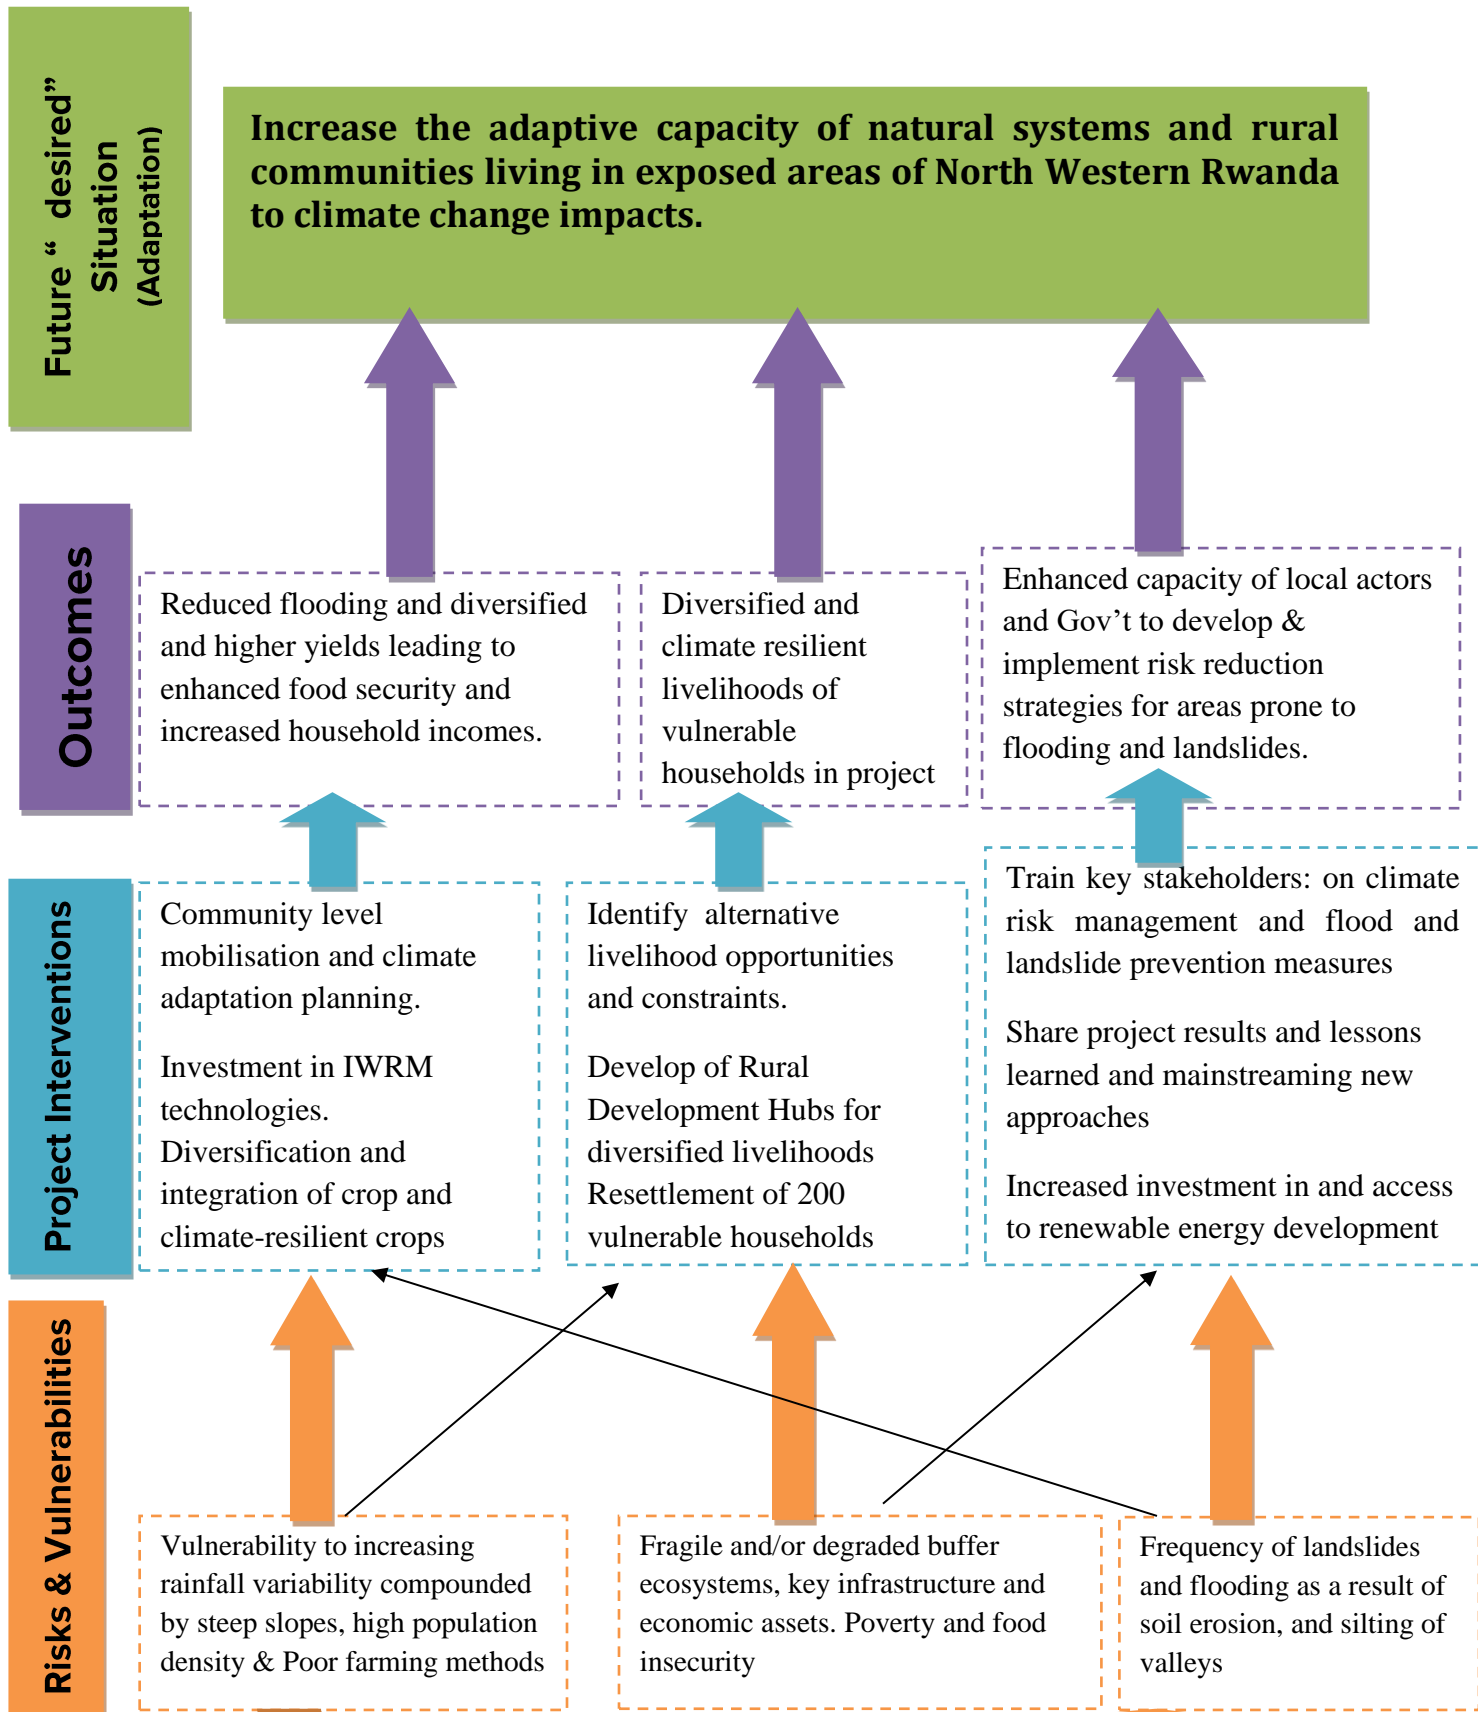 Future “ desired”
Situation
(Adaptation)
Increase the adaptive capacity of natural systems and rural
communities living in exposed areas of North Western Rwanda
to climate change impacts.
Outcomes
Reduced flooding and diversified
and higher yields leading to
enhanced food security and
increased household incomes.
Diversified and
climate resilient
livelihoods of
vulnerable
households in project
Enhanced capacity of local actors
and Gov’t to develop &
implement risk reduction
strategies for areas prone to
flooding and landslides.
Project Interventions
Community level
mobilisation and climate
adaptation planning.
Investment in IWRM
technologies.
Diversification and
integration of crop and
climate-resilient crops
Identify alternative
livelihood opportunities
and constraints.
Develop of Rural
Development Hubs for
diversified livelihoods
Resettlement of 200
vulnerable households
Train key stakeholders: on climate
risk management and flood and
landslide prevention measures
Share project results and lessons
learned and mainstreaming new
approaches
Increased investment in and access
to renewable energy development
Risks & Vulnerabilities
Vulnerability to increasing
rainfall variability compounded
by steep slopes, high population
density & Poor farming methods
Fragile and/or degraded buffer
ecosystems, key infrastructure and
economic assets. Poverty and food
insecurity
Frequency of landslides
and flooding as a result of
soil erosion, and silting of
valleys